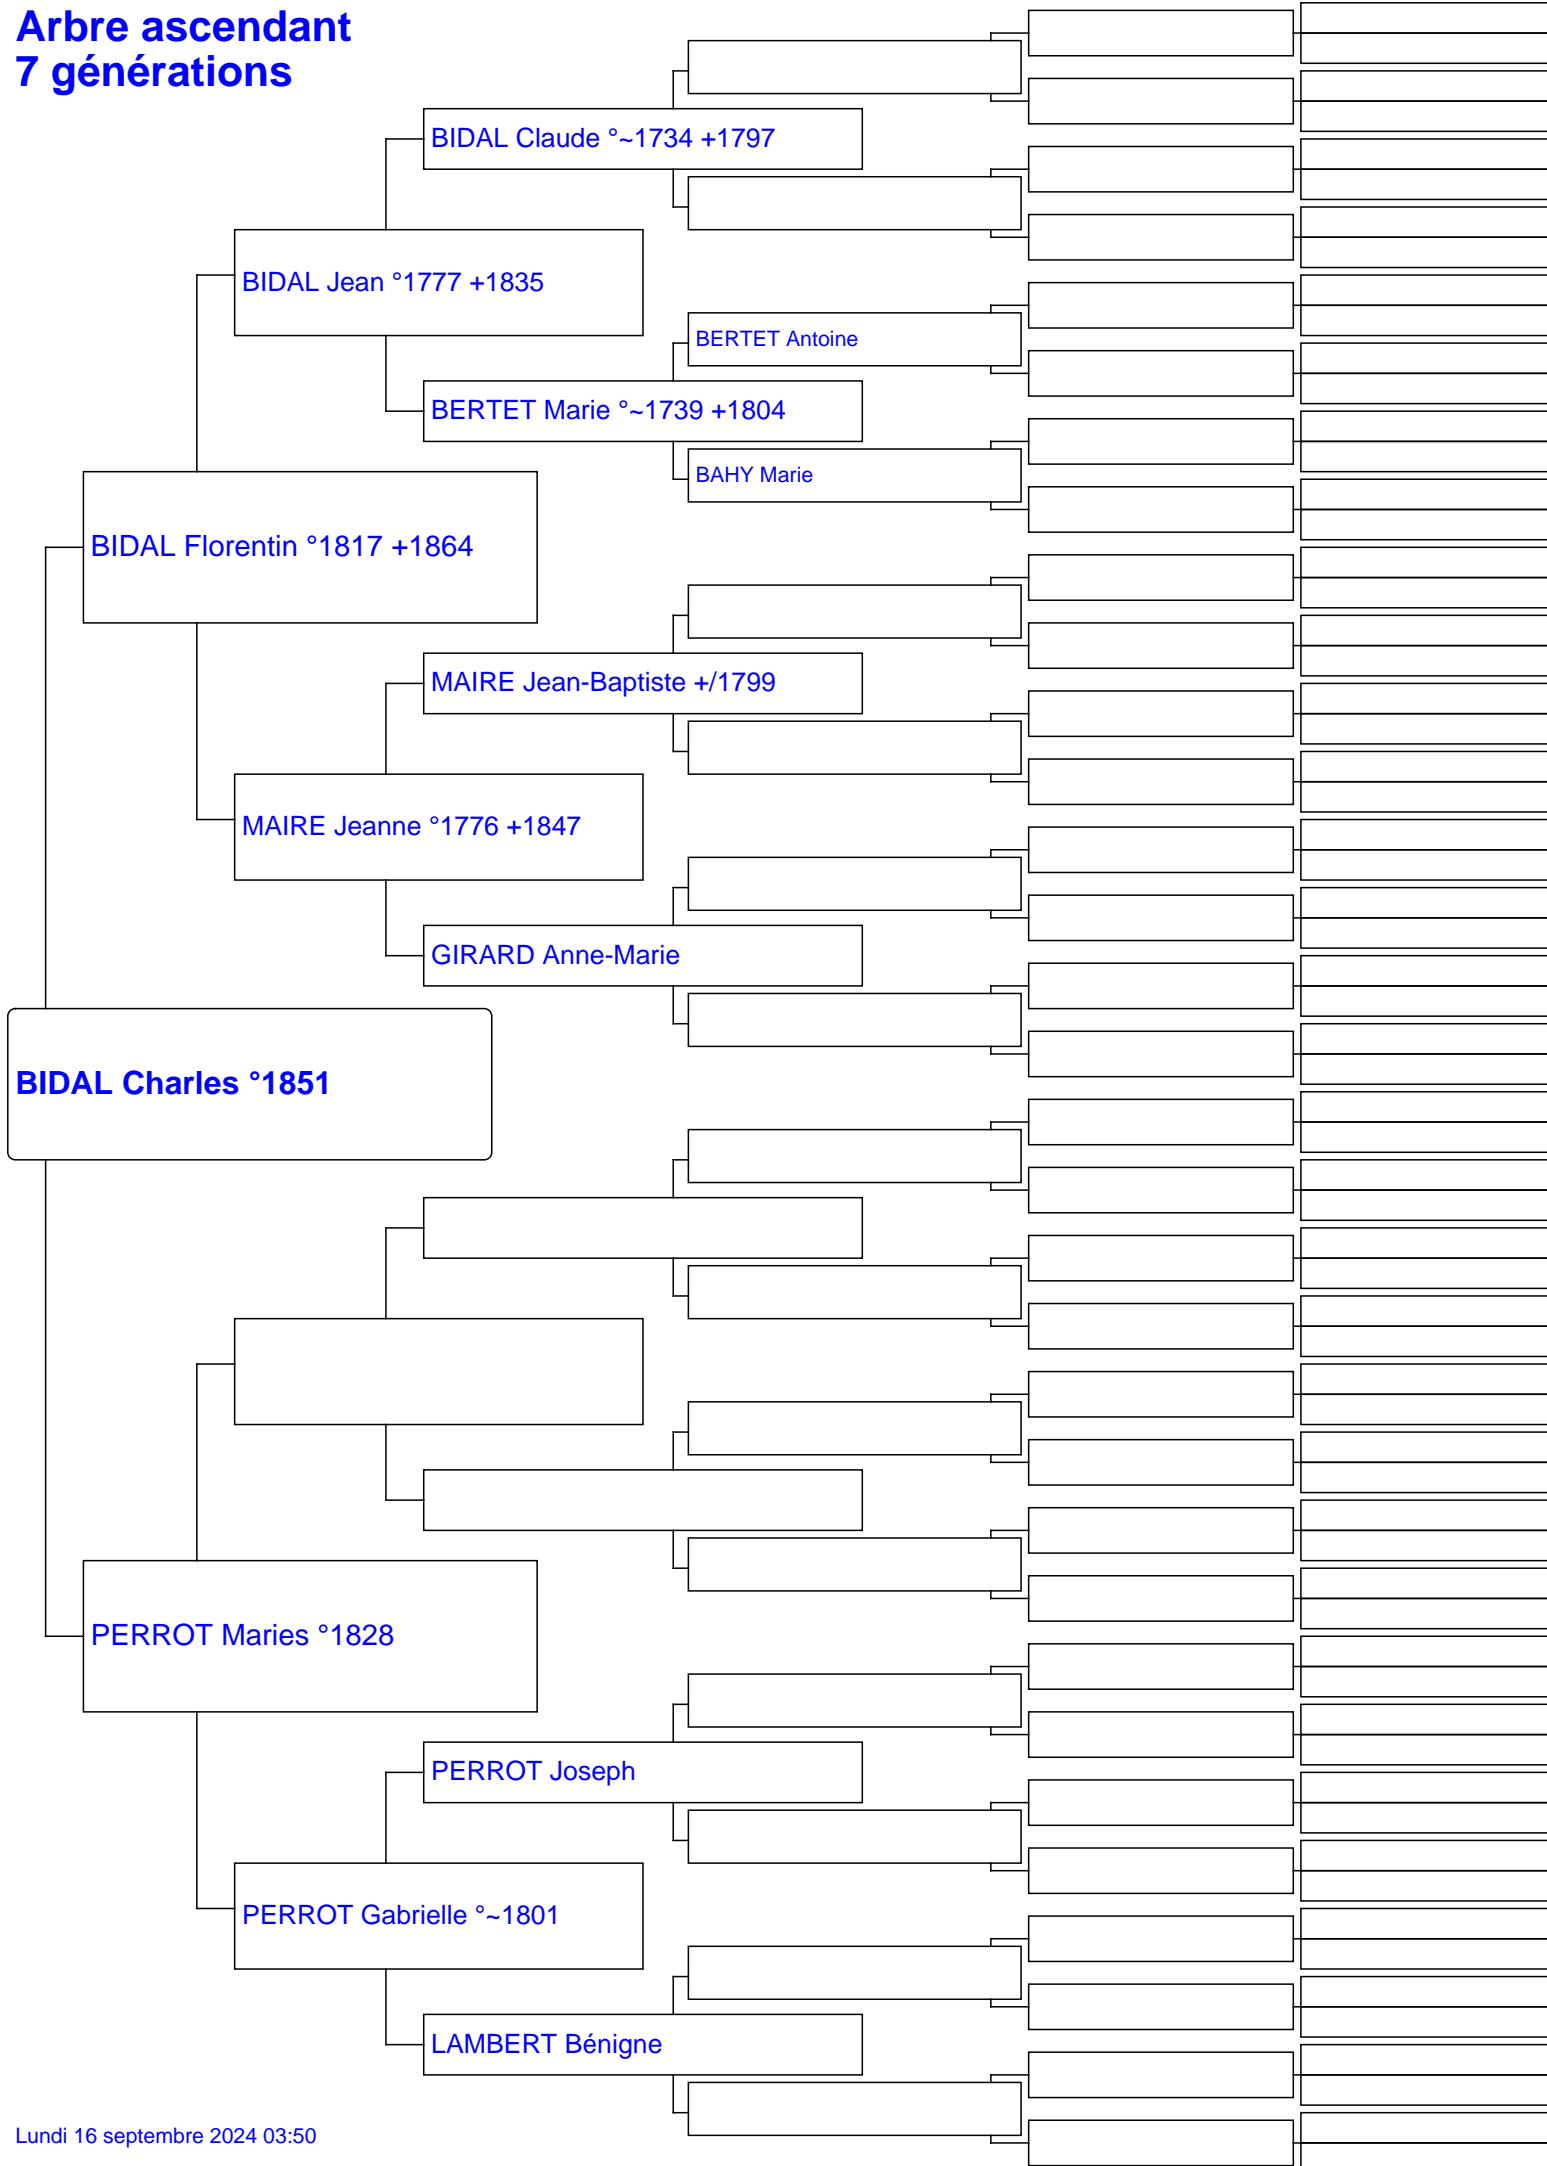 Arbre ascendant
7 générations
BIDAL Claude °~1734 +1797
BIDAL Jean °1777 +1835
BERTET Antoine
BERTET Marie °~1739 +1804
BAHY Marie
BIDAL Florentin °1817 +1864
MAIRE Jean-Baptiste +/1799
MAIRE Jeanne °1776 +1847
GIRARD Anne-Marie
BIDAL Charles °1851
PERROT Maries °1828
PERROT Joseph
PERROT Gabrielle °~1801
LAMBERT Bénigne
Lundi 16 septembre 2024 03:50